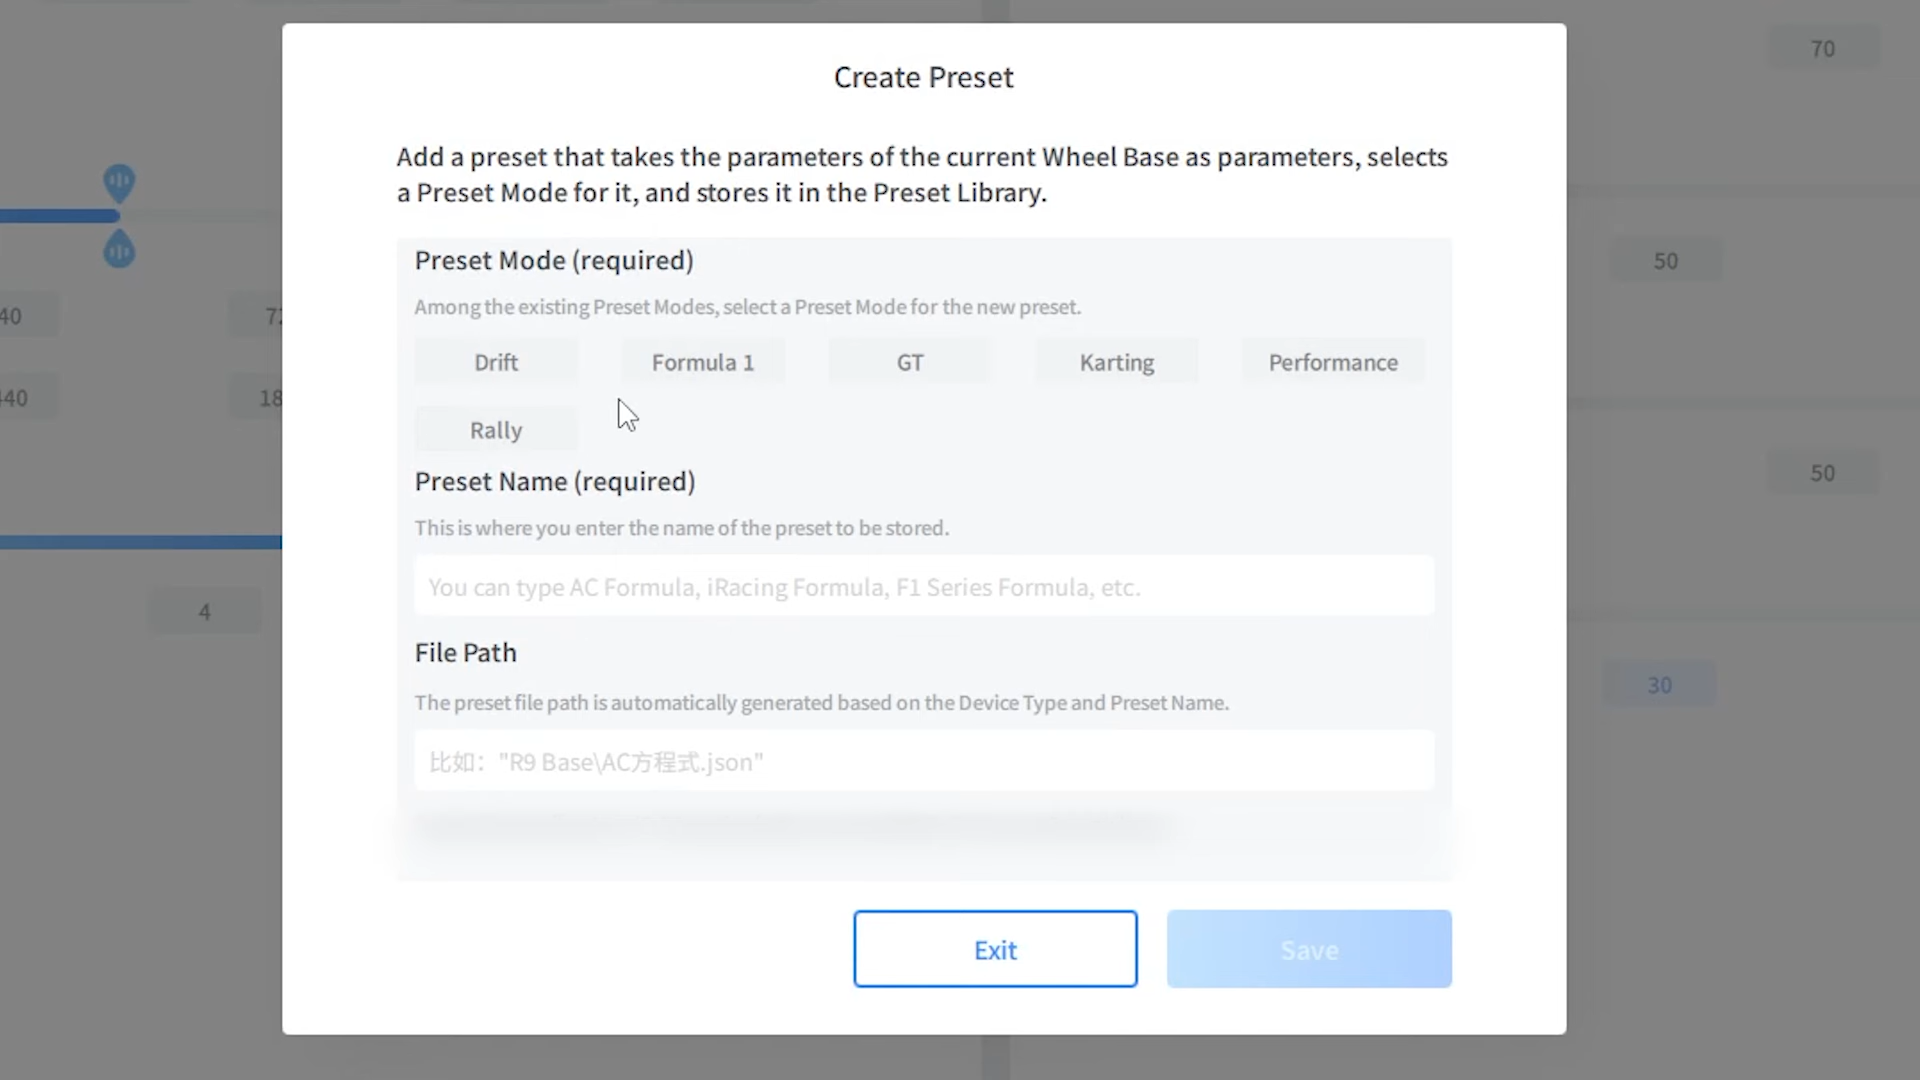 Create Preset
70
Add a preset that takes the parameters of the current Wheel Base as parameters, selects
a Preset Mode for it, and stores it in the Preset Library.
Preset Mode (required)
50
Among the existing Preset Modes, select a Preset Mode for the new preset.
40
72
Drift
Formula 1
GT
Karting
Performance
440
18
Rally
Preset Name (required)
50
This is where you enter the name of the preset to be stored.
You can type AC Formula, iRacing Formula, F1 Series Formula, etc.
4
File Path
30
The preset file path is automatically generated based on the Device Type and Preset Name.
比如："R9 Base\AC方程式.json"
Exit
Save